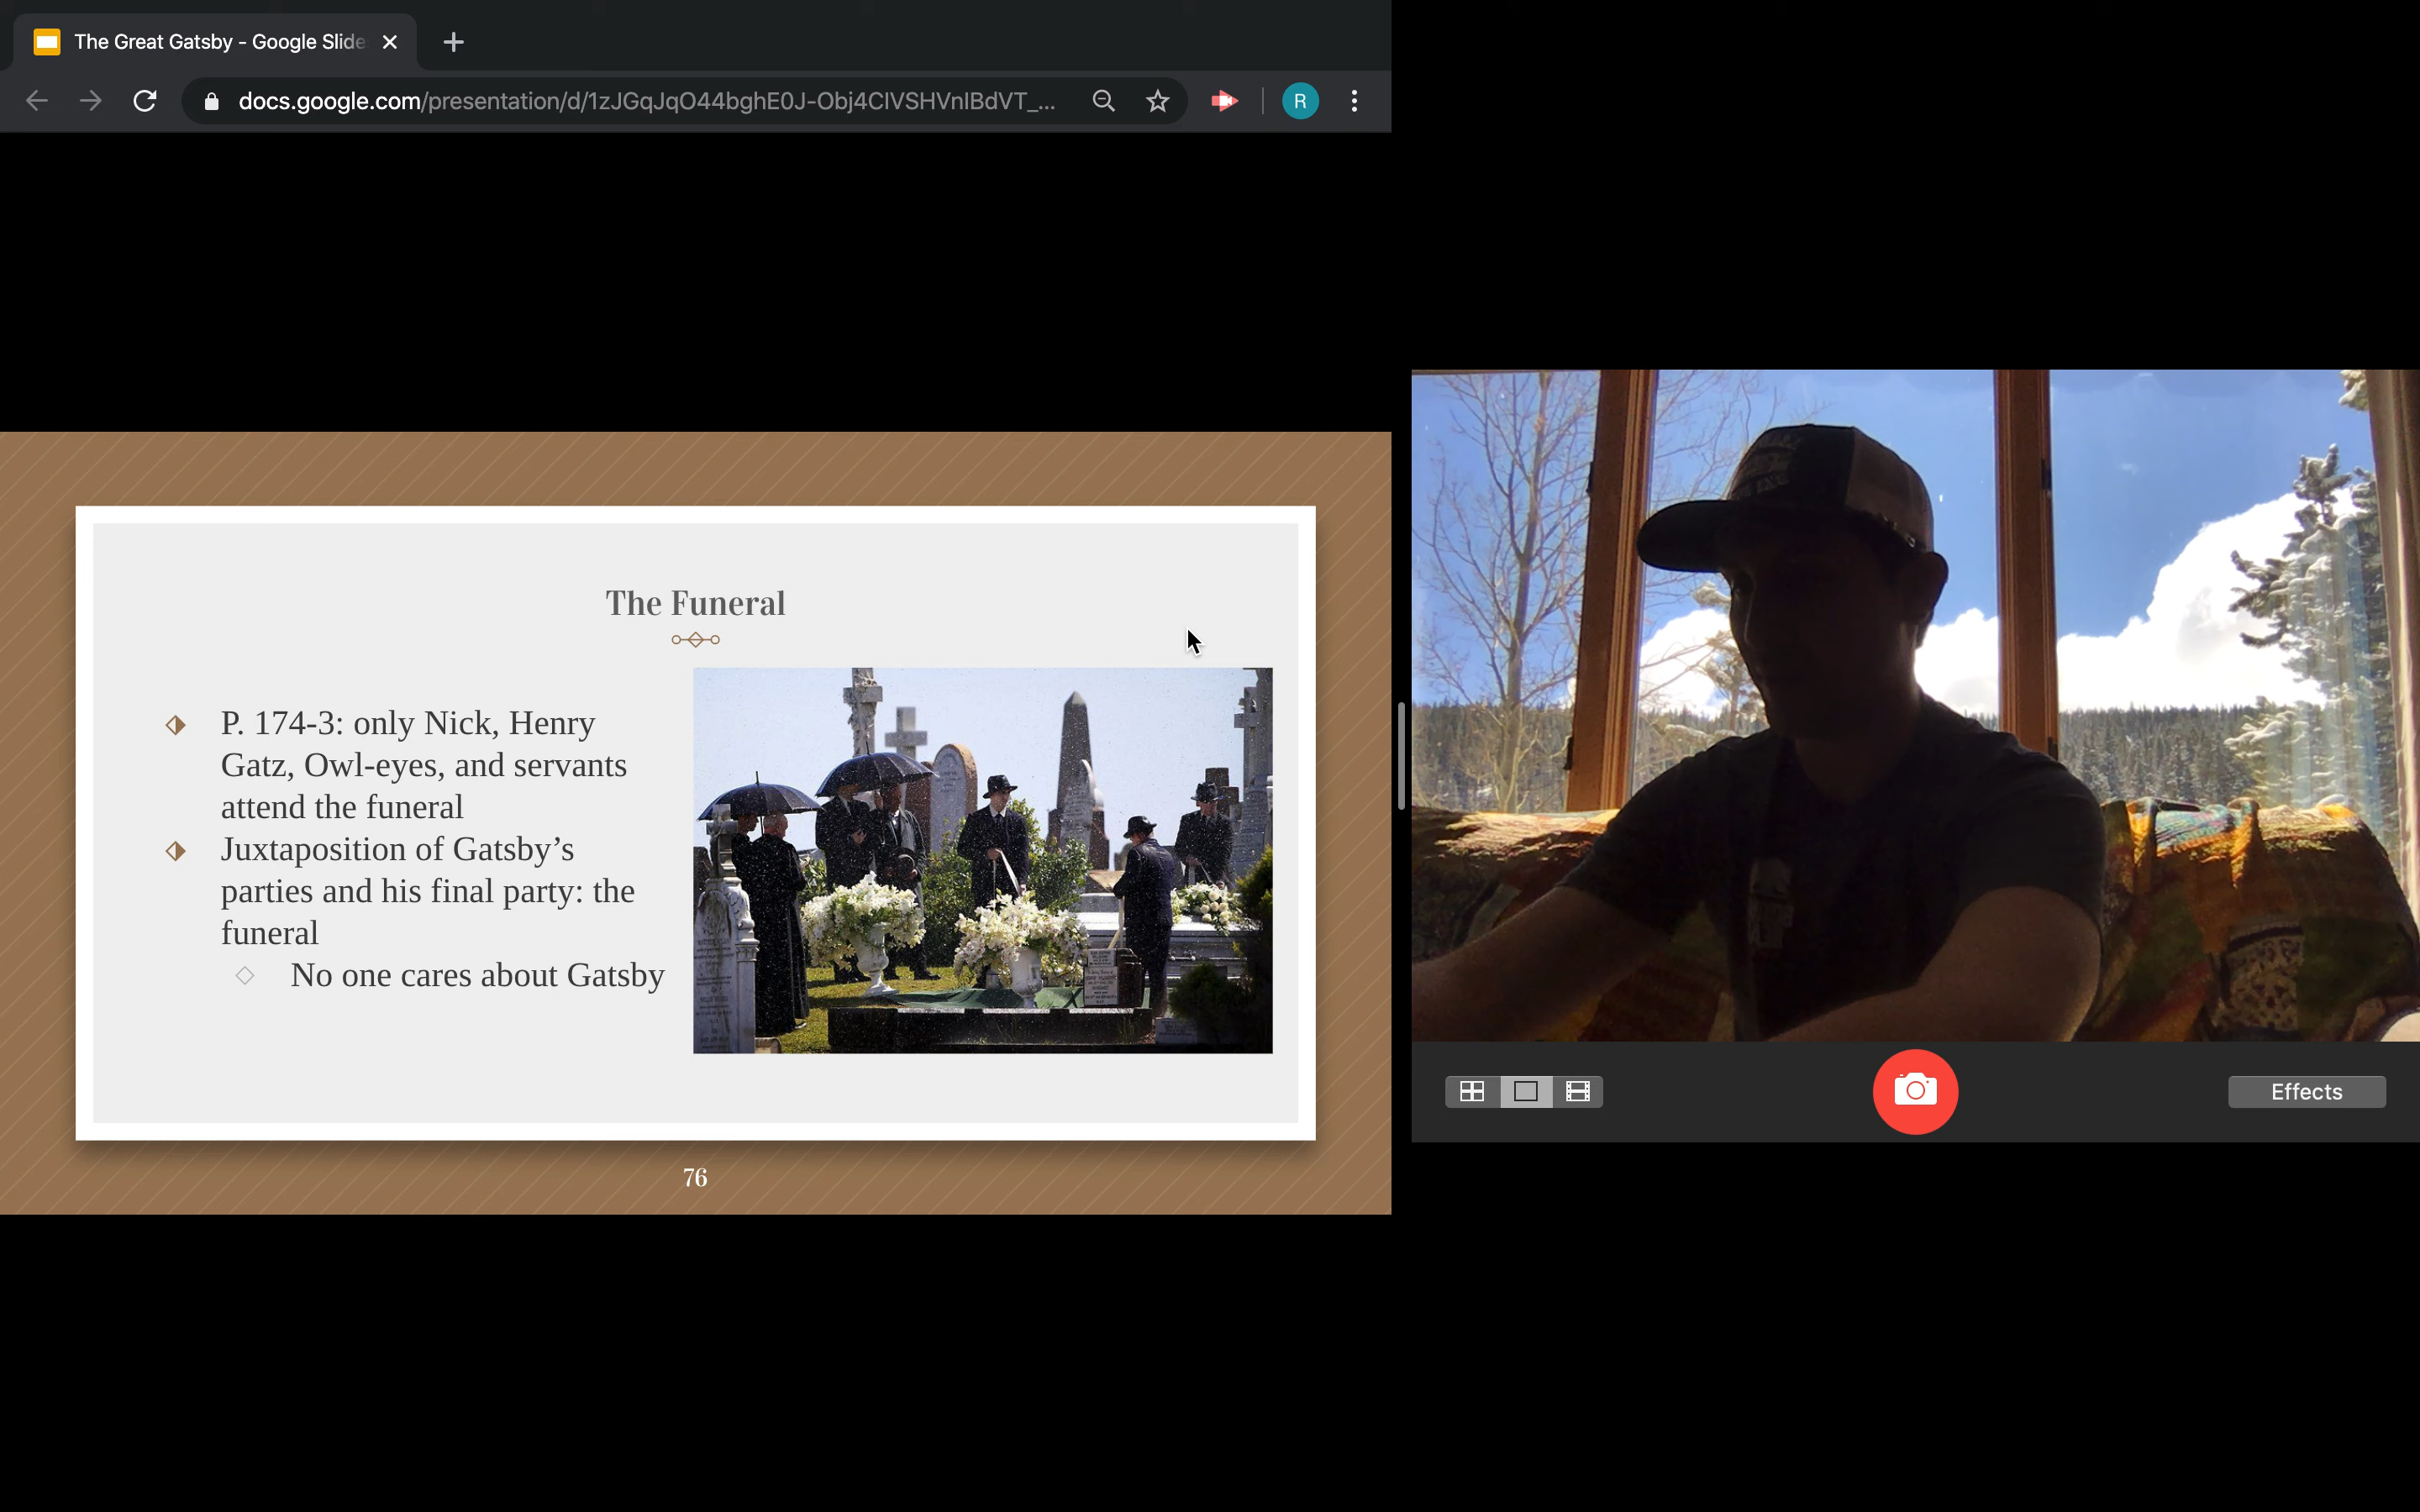 The Great Gatsby - Google Slide
docs.google.com/presentation/d/1zJGqJqO44bghE0J-Obj4CIVSHVnIBdVT_...
R
The Funeral
P. 174-3: only Nick, Henry
Gatz, Owl-eyes, and servants
attend the funeral
Juxtaposition of Gatsby’s
parties and his final party: the
funeral
No one cares about Gatsby
76
Effects